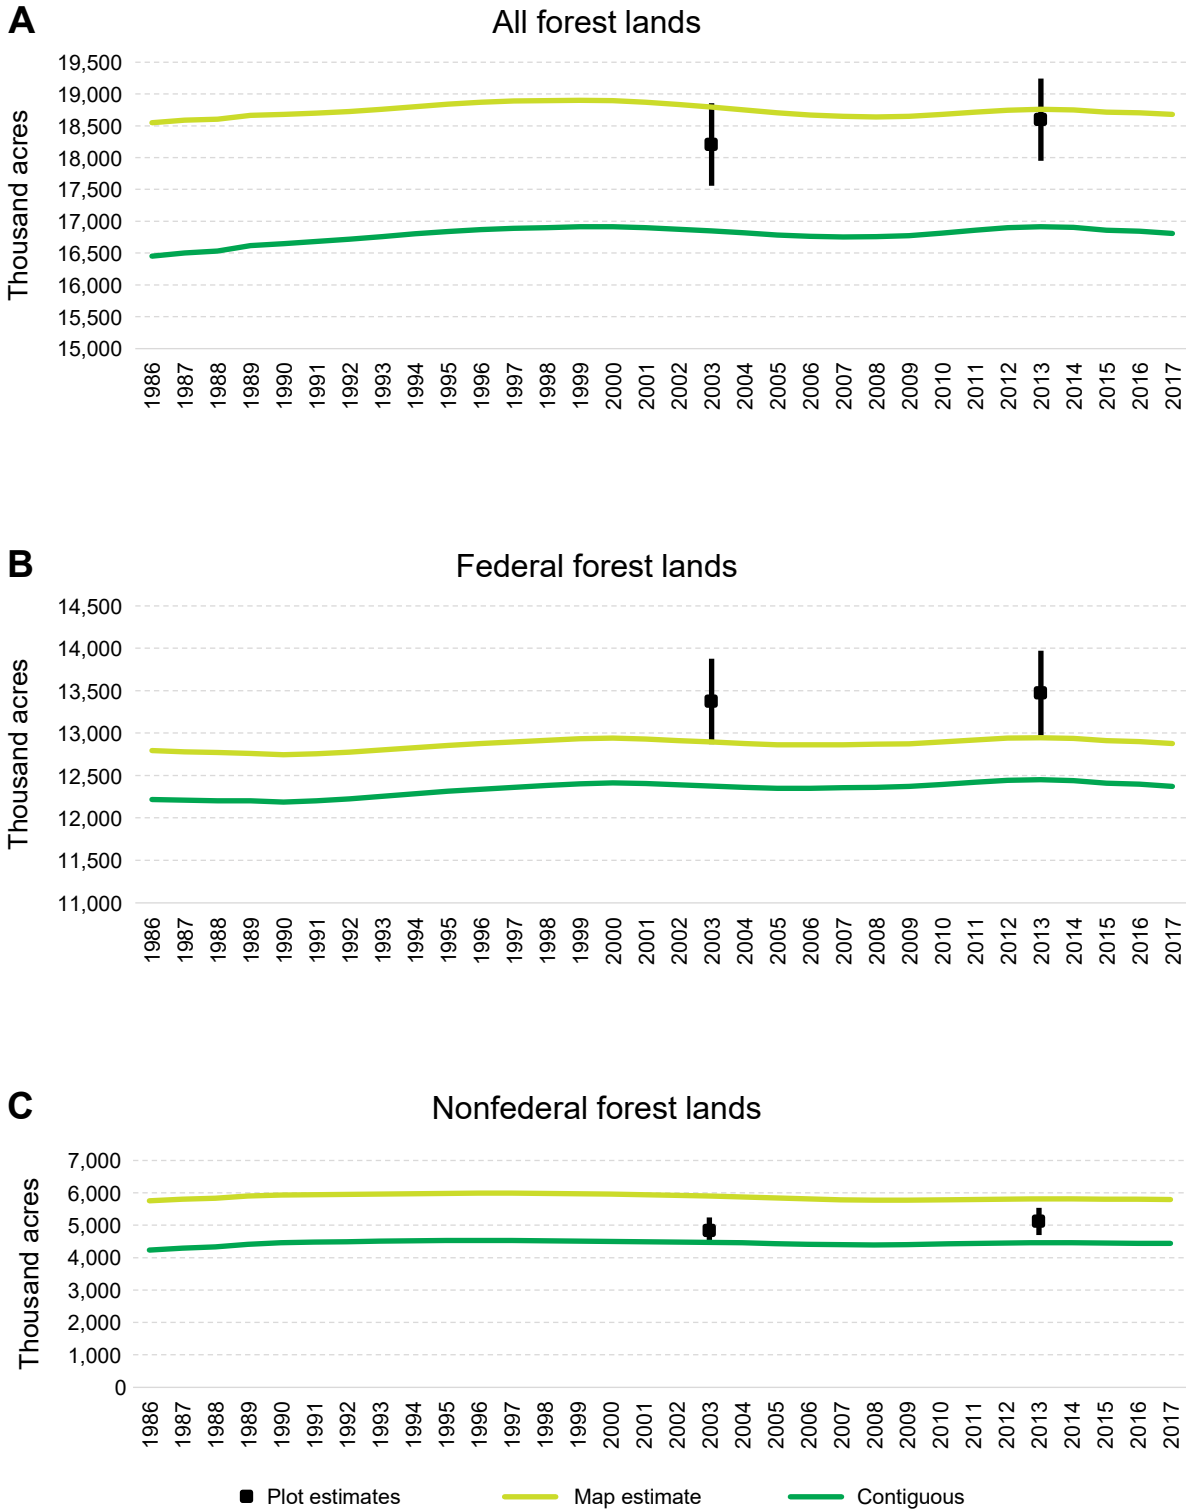 A
All forest lands
Thousand acres
19,500
19,000
18,500
18,000
17,500
17,000
16,500
16,000
15,500
15,000
1986 1987 1988 1989 1990 1991 1992 1993 1994 1995 1996 1997 1998 1999 2000 2001 2002 2003 2004 2005 2006 2007 2008 2009 2010 2011 2012 2013 2014 2015 2016 2017
B
Federal forest lands
Thousand acres
14,500
14,000
13,500
13,000
12,500
12,000
11,500
11,000
1986 1987 1988 1989 1990 1991 1992 1993 1994 1995 1996 1997 1998 1999 2000 2001 2002 2003 2004 2005 2006 2007 2008 2009 2010 2011 2012 2013 2014 2015 2016 2017
C
Nonfederal forest lands
Thousand acres
7,000
6,000
5,000
4,000
3,000
2,000
1,000
0
1986 1987 1988 1989 1990 1991 1992 1993 1994 1995 1996 1997 1998 1999 2000 2001 2002 2003 2004 2005 2006 2007 2008 2009 2010 2011 2012 2013 2014 2015 2016 2017
Plot estimates Map estimate Contiguous